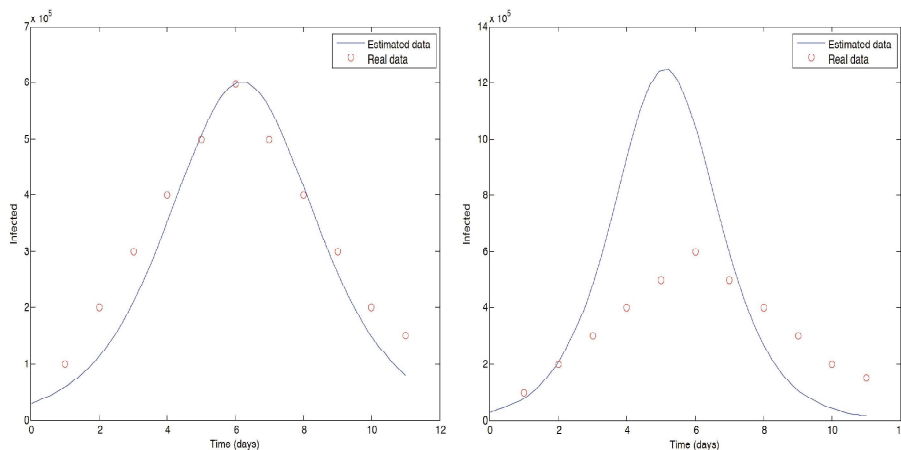 7 x 10^5
Estimated data
Real data
6
5
4
3
2
1
0
Infected
0 2 4 6 8 10 12
Time (days)
14 x 10^5
Estimated data
Real data
12
10
8
6
4
2
0
Infected
0 2 4 6 8 10 1
Time (days)